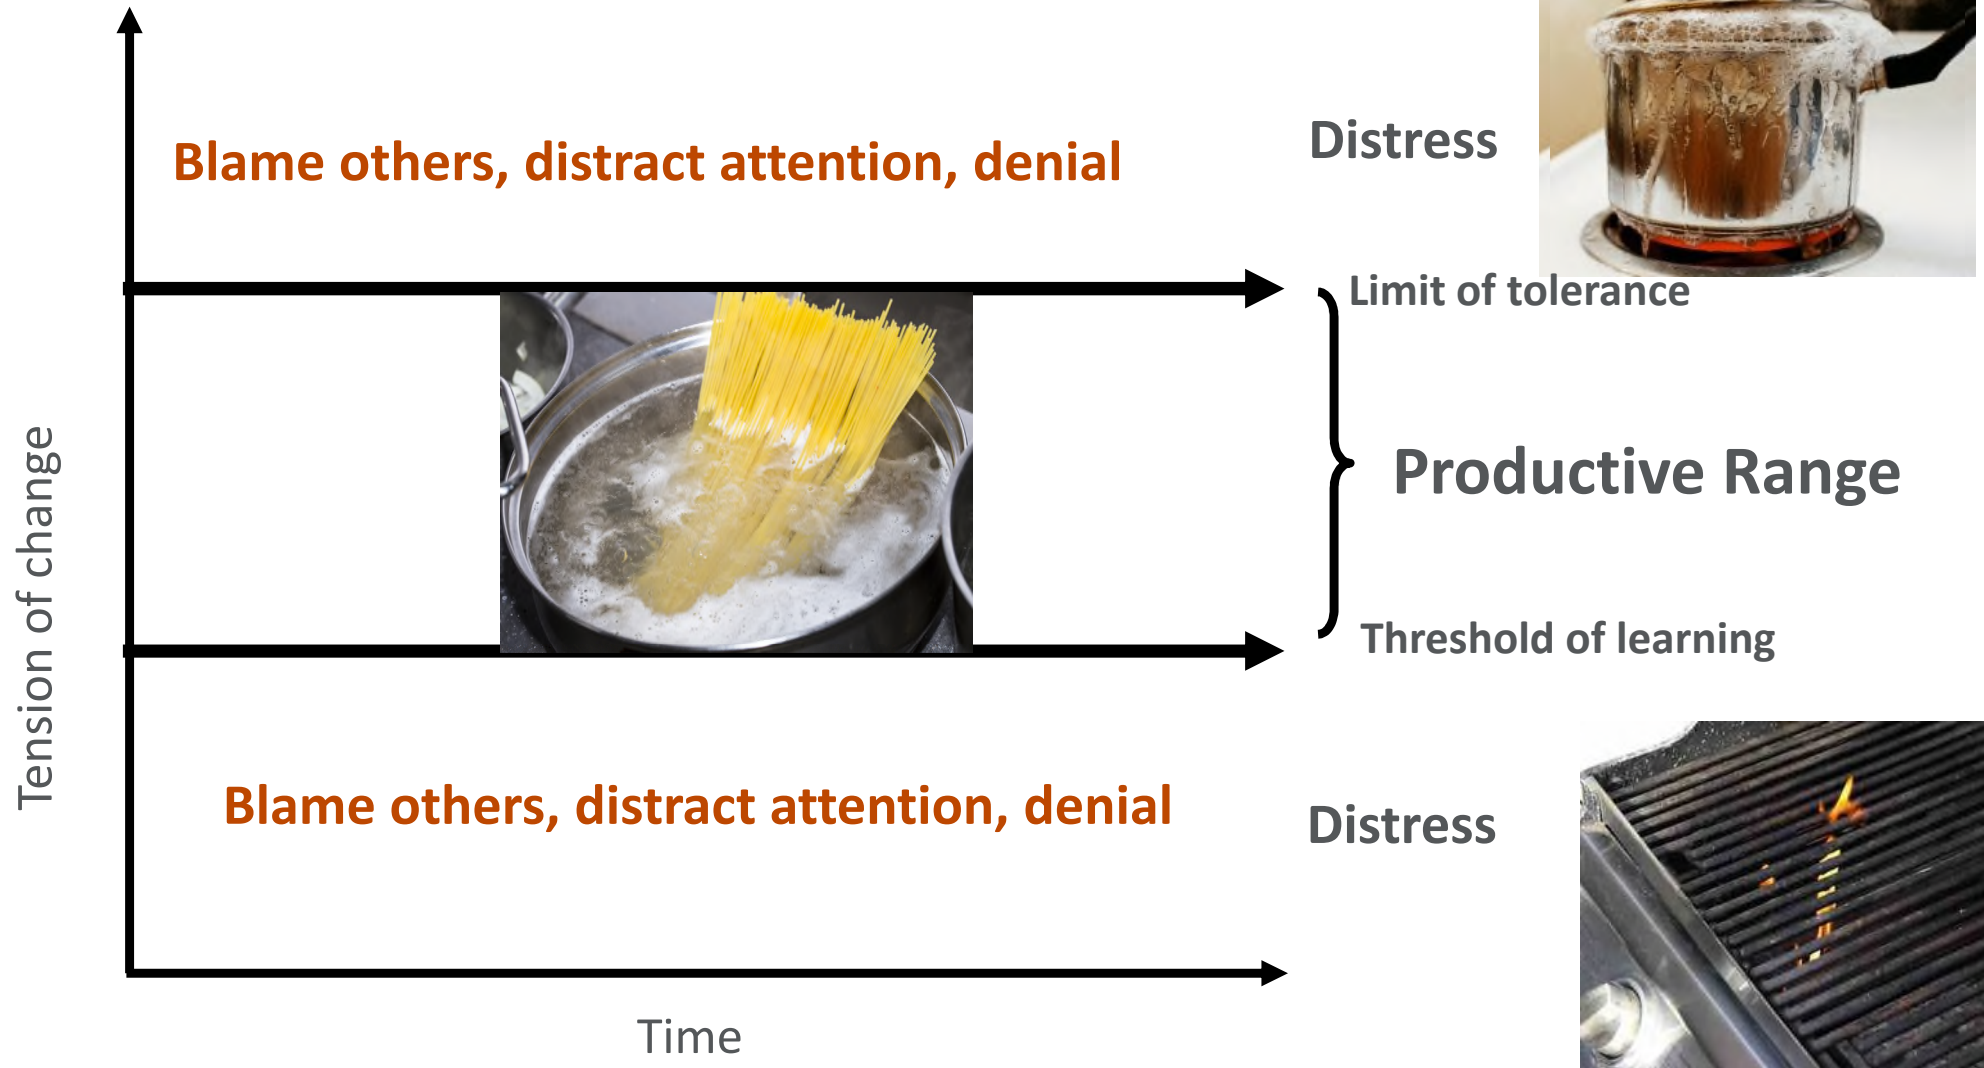 Blame others, distract attention, denial
Distress
Limit of tolerance
Productive Range
Tension of change
Threshold of learning
Blame others, distract attention, denial
Distress
Time